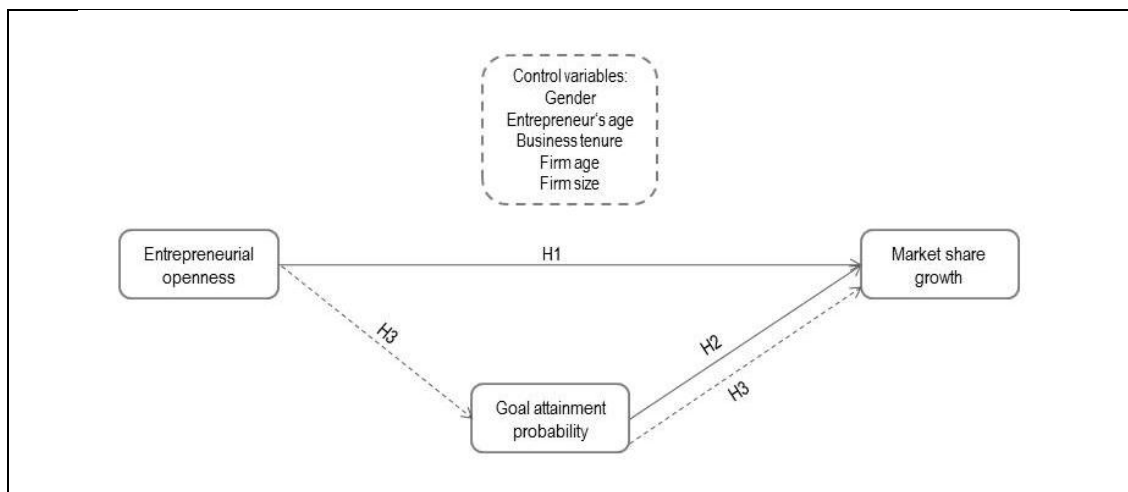 Control variables:
Gender
Entrepreneur‘s age
Business tenure
Firm age
Firm size
Entrepreneurial
openness
H1
Market share
growth
H3
H2
H3
Goal attainment
probability